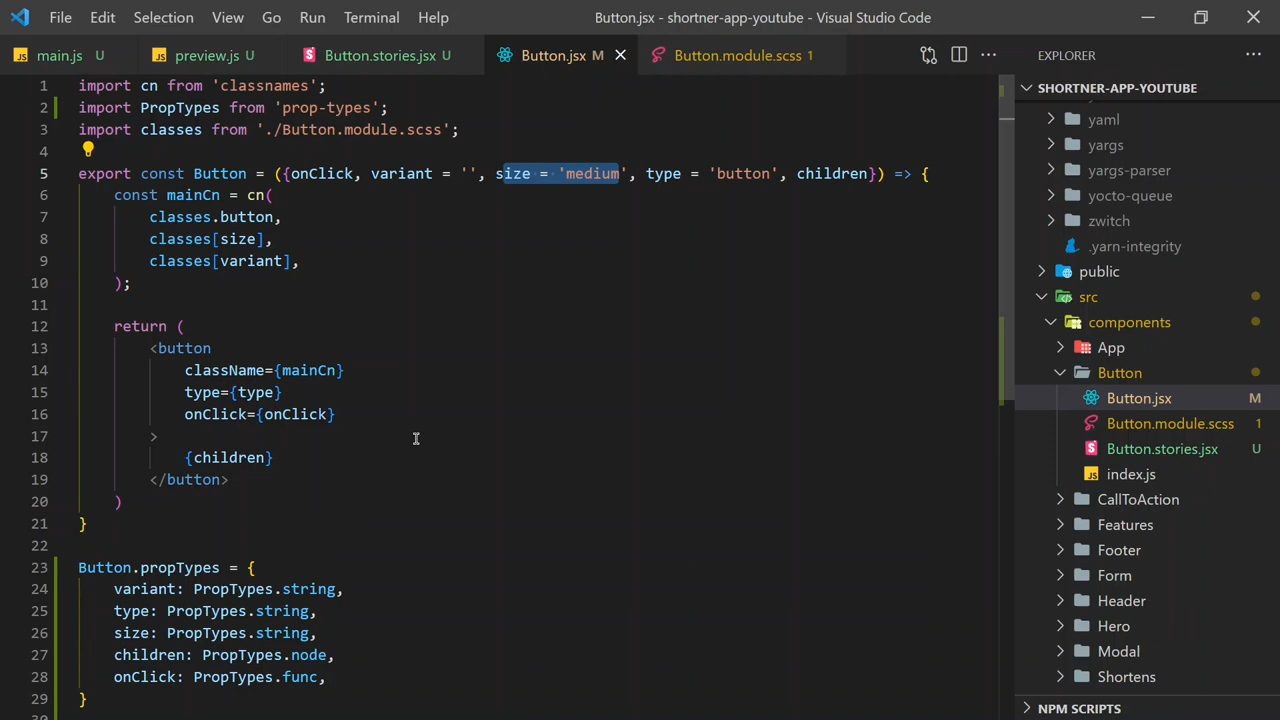 File Edit Selection View Go Run Terminal Help Button.jsx - shortner-app-youtube - Visual Studio Code
main.js U preview.js U Button.stories.jsx U Button.jsx M Button.module.scss 1 EXPLORER
SHORTNER-APP-YOUTUBE
1 import cn from 'classnames';
2 import PropTypes from 'prop-types';
3 import classes from './Button.module.scss';
4
5 export const Button = ({onClick, variant = '', size = 'medium', type = 'button', children}) => {
6 const mainCn = cn(
7 classes.button,
8 classes[size],
9 classes[variant],
10 );
11
12 return (
13 <button
14 className={mainCn}
15 type={type}
16 onClick={onClick}
17 >
18 {children}
19 </button>
20 )
21 }
22
23 Button.propTypes = {
24 variant: PropTypes.string,
25 type: PropTypes.string,
26 size: PropTypes.string,
27 children: PropTypes.node,
28 onClick: PropTypes.func,
29 }
yaml
yargs
yargs-parser
yocto-queue
zwitch
.yarn-integrity
public
src
components
App
Button
Button.jsx M
Button.module.scss 1
Button.stories.jsx U
index.js
CallToAction
Features
Footer
Form
Header
Hero
Modal
Shortens
NPM SCRIPTS